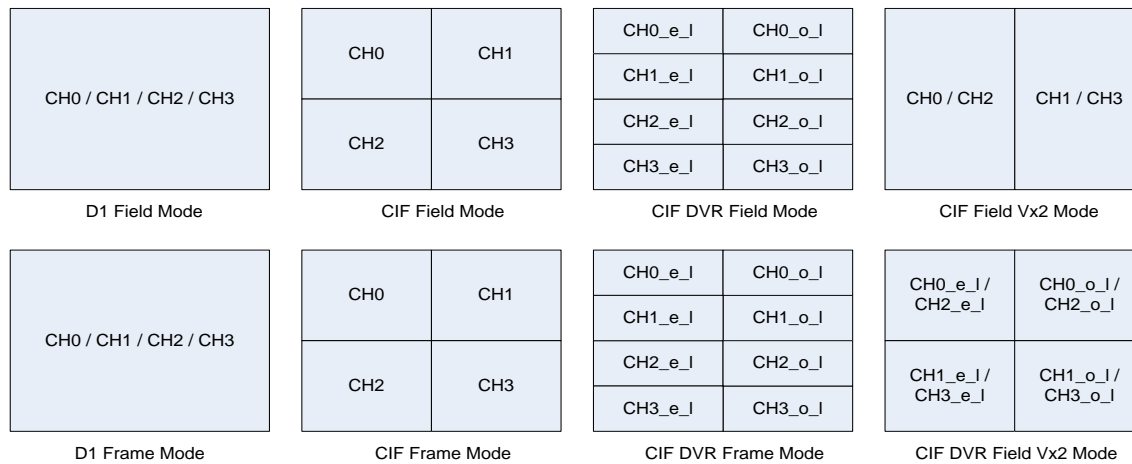 CH0 / CH1 / CH2 / CH3
D1 Field Mode
CH0 CH1
CH2 CH3
CIF Field Mode
CH0_e_l CH0_o_l
CH1_e_l CH1_o_l
CH2_e_l CH2_o_l
CH3_e_l CH3_o_l
CIF DVR Field Mode
CH0 / CH2 CH1 / CH3
CIF Field Vx2 Mode
CH0 / CH1 / CH2 / CH3
D1 Frame Mode
CH0 CH1
CH2 CH3
CIF Frame Mode
CH0_e_l CH0_o_l
CH1_e_l CH1_o_l
CH2_e_l CH2_o_l
CH3_e_l CH3_o_l
CIF DVR Frame Mode
CH0_e_l /
CH2_e_l
CH0_o_l /
CH2_o_l
CH1_e_l /
CH3_e_l
CH1_o_l /
CH3_o_l
CIF DVR Field Vx2 Mode